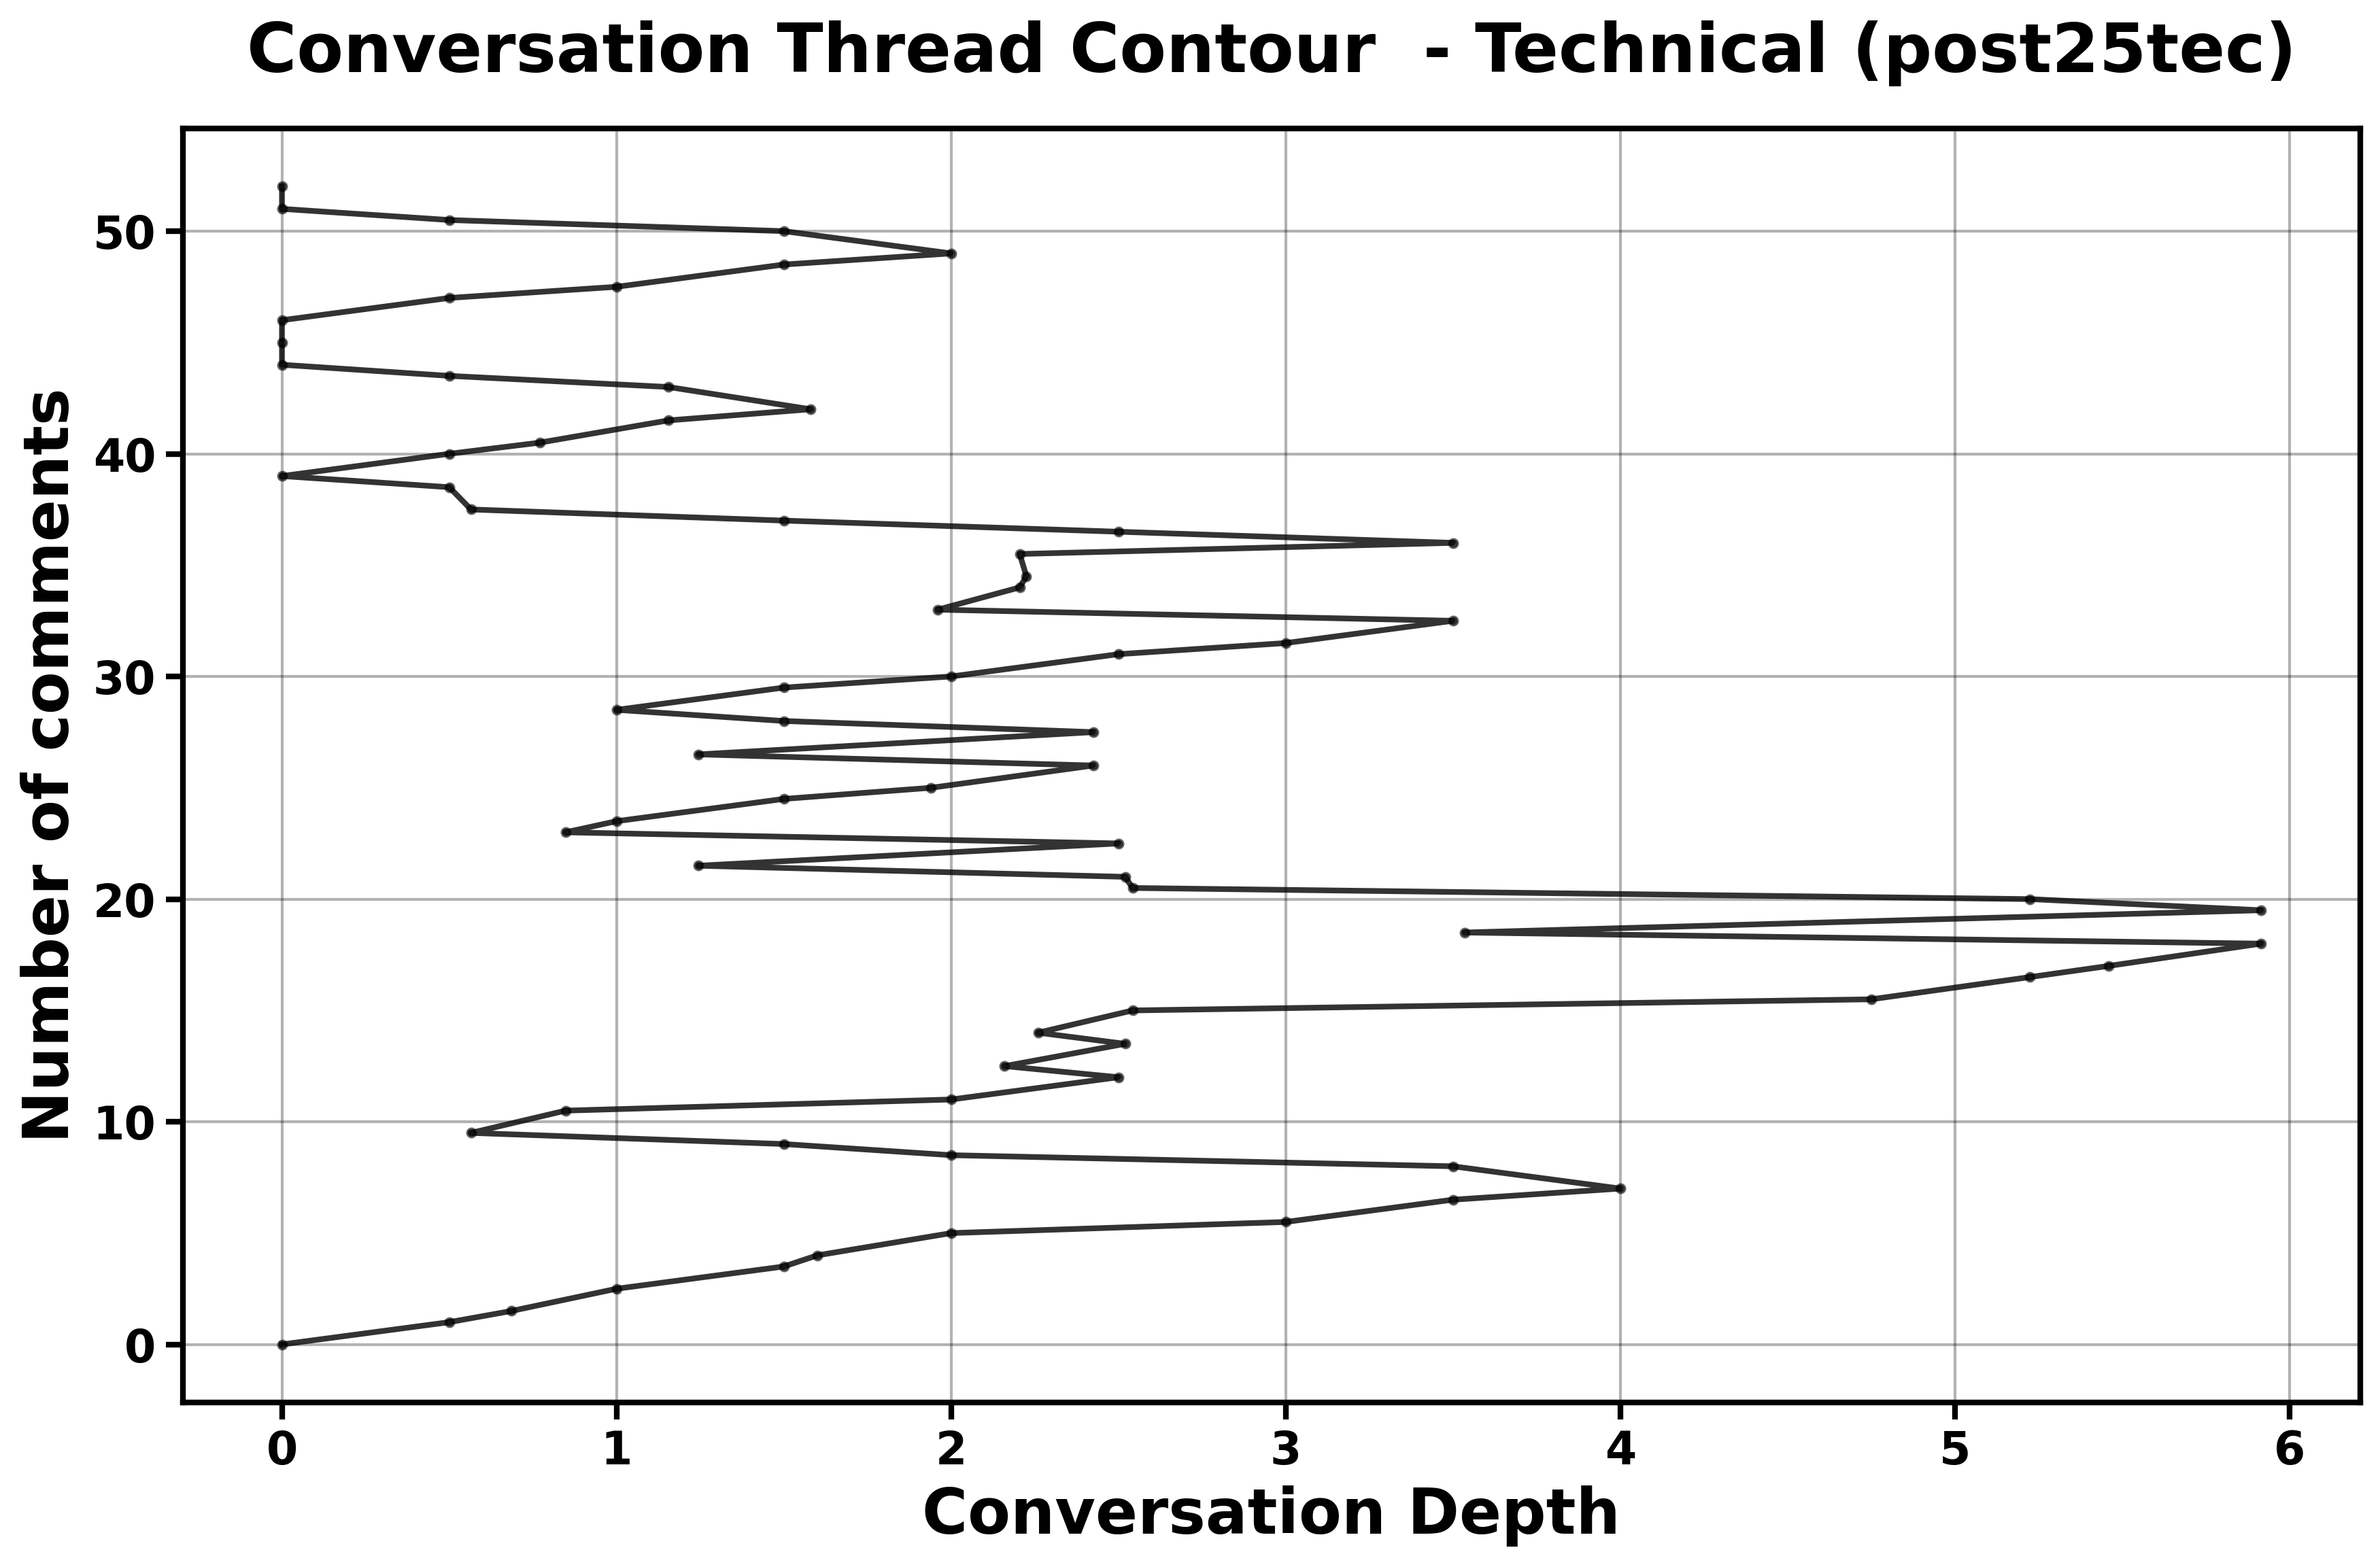 Conversation Thread Contour  - Technical (post25tec)
Number of comments
50
40
30
20
10
0
0 1 2 3 4 5 6
Conversation Depth